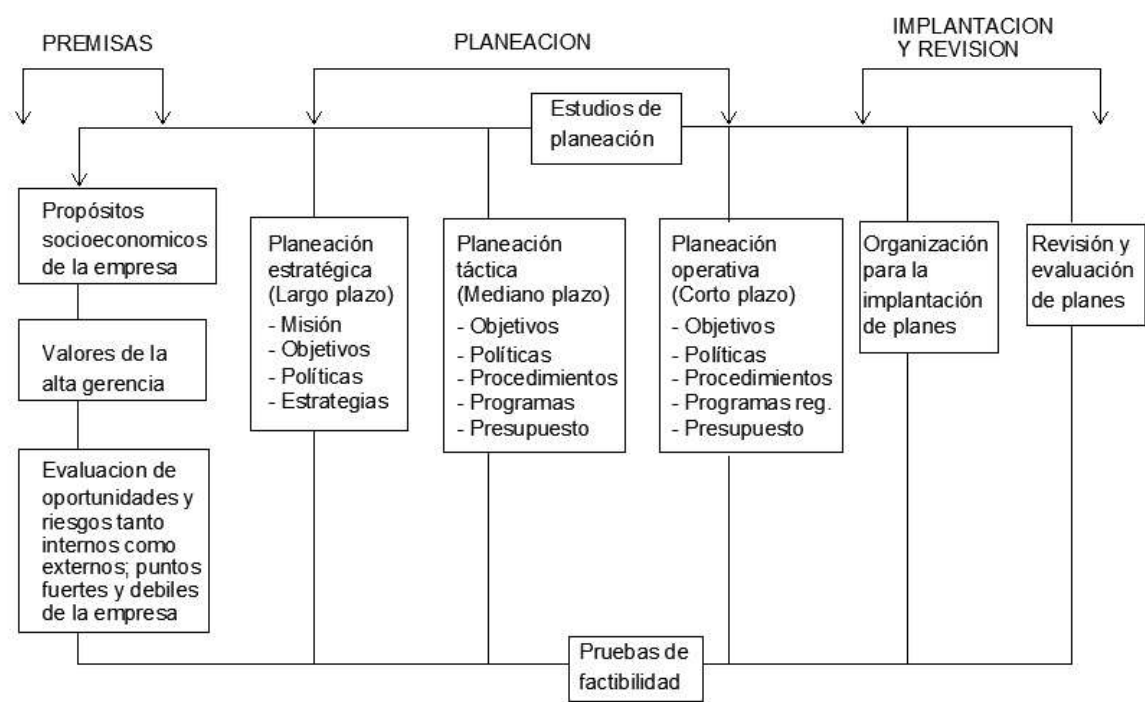 PREMISAS
PLANEACION
IMPLANTACION
Y REVISION
Estudios de
planeación
Propósitos
socioeconomicos
de la empresa
Valores de la
alta gerencia
Evaluacion de
oportunidades y
riesgos tanto
internos como
externos; puntos
fuertes y debiles
de la empresa
Planeación
estratégica
(Largo plazo)
- Misión
- Objetivos
- Políticas
- Estrategias
Planeación
táctica
(Mediano plazo)
- Objetivos
- Políticas
- Procedimientos
- Programas
- Presupuesto
Planeación
operativa
(Corto plazo)
- Objetivos
- Políticas
- Procedimientos
- Programas reg.
- Presupuesto
Organización
para la
implantación
de planes
Revisión y
evaluación
de planes
Pruebas de
factibilidad